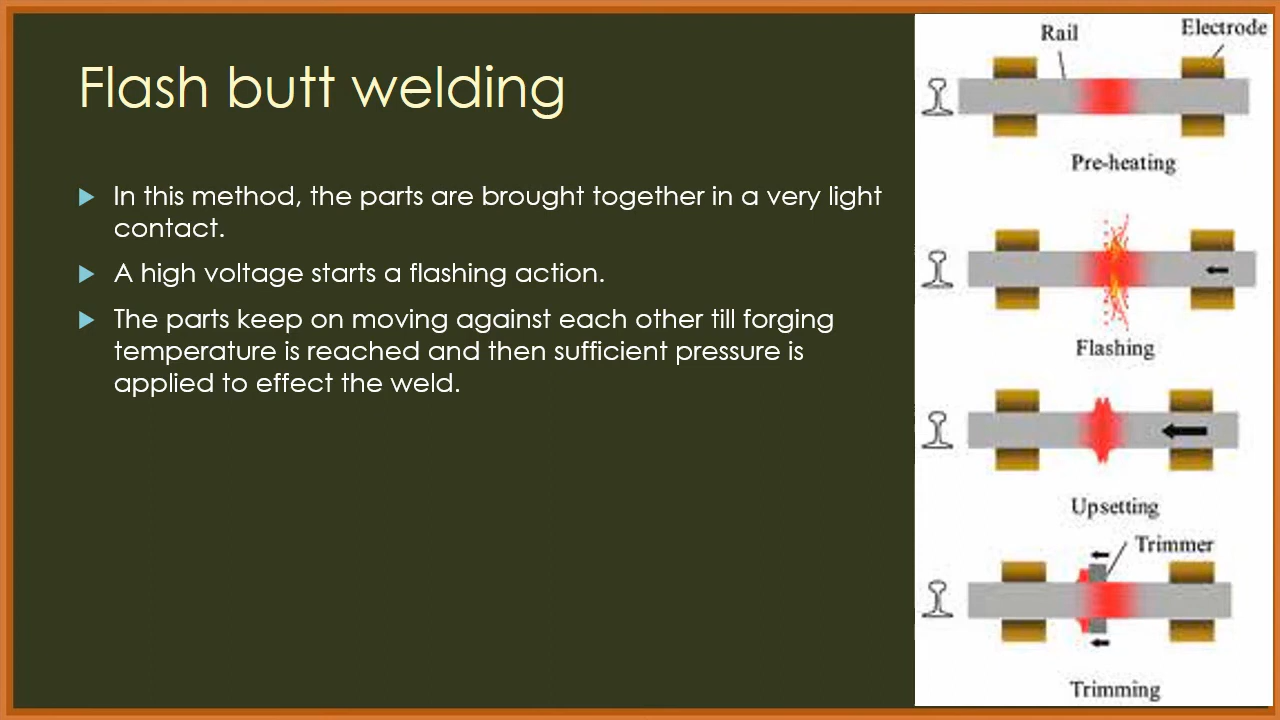 Flash butt welding
In this method, the parts are brought together in a very light
contact.
A high voltage starts a flashing action.
The parts keep on moving against each other till forging
temperature is reached and then sufficient pressure is
applied to effect the weld.
Rail
Electrode
Pre-heating
Flashing
Upsetting
Trimmer
Trimming